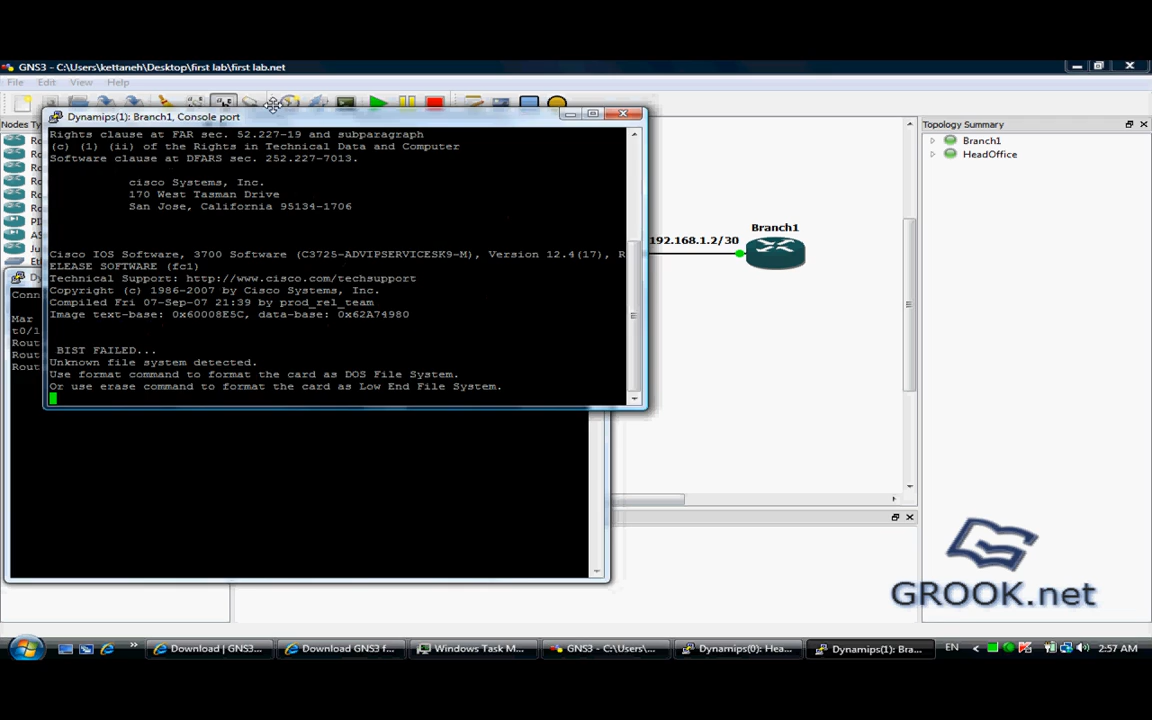 GNS3 - C:\Users\kettaneh\Desktop\first lab\first lab.net
File Edit View Help
Dynamips(1): Branch1, Console port
Nodes Ty
Topology Summary
Branch1
HeadOffice
Rights clause at FAR sec. 52.227-19 and subparagraph
(c) (1) (ii) of the Rights in Technical Data and Computer
Software clause at DFARS sec. 252.227-7013.
cisco Systems, Inc.
170 West Tasman Drive
San Jose, California 95134-1706
Cisco IOS Software, 3700 Software (C3725-ADVIPSERVICESK9-M), Version 12.4(17), R
ELEASE SOFTWARE (fc1)
Technical Support: http://www.cisco.com/techsupport
Copyright (c) 1986-2007 by Cisco Systems, Inc.
Compiled Fri 07-Sep-07 21:39 by prod_rel_team
Image text-base: 0x60008E5C, data-base: 0x62A74980
BIST FAILED...
Unknown file system detected.
Use format command to format the card as DOS File System.
Or use erase command to format the card as Low End File System.
Branch1
192.168.1.2/30
Dy
Conn
Mar
t0/1
Rout
Rout
Rout
GROOK.net
Download | GNS3...
Download GNS3 f...
Windows Task M...
GNS3 - C:\Users\...
Dynamips(0): Hea...
Dynamips(1): Bra...
EN
2:57 AM